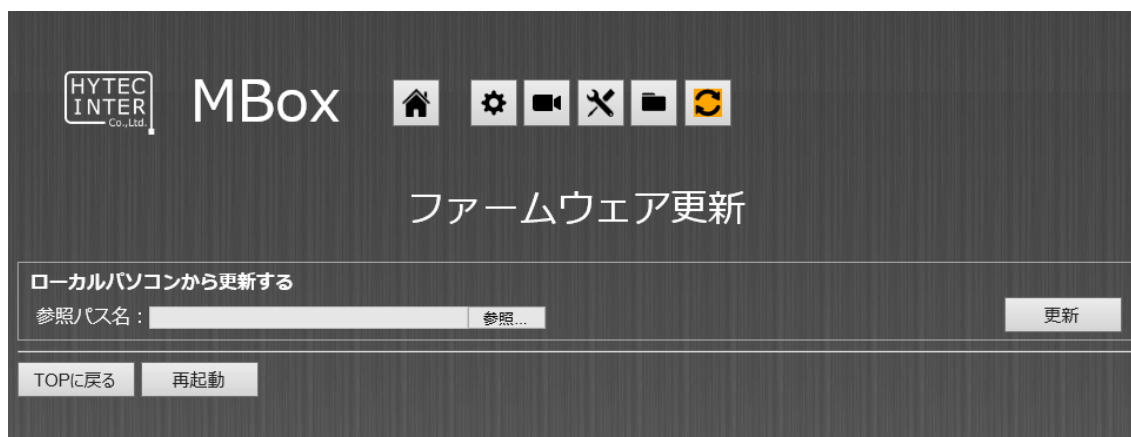 HYTEC
INTER
Co.,Ltd.
MBox
ファームウェア更新
ローカルパソコンから更新する
参照パス名：
参照...
更新
TOPに戻る
再起動